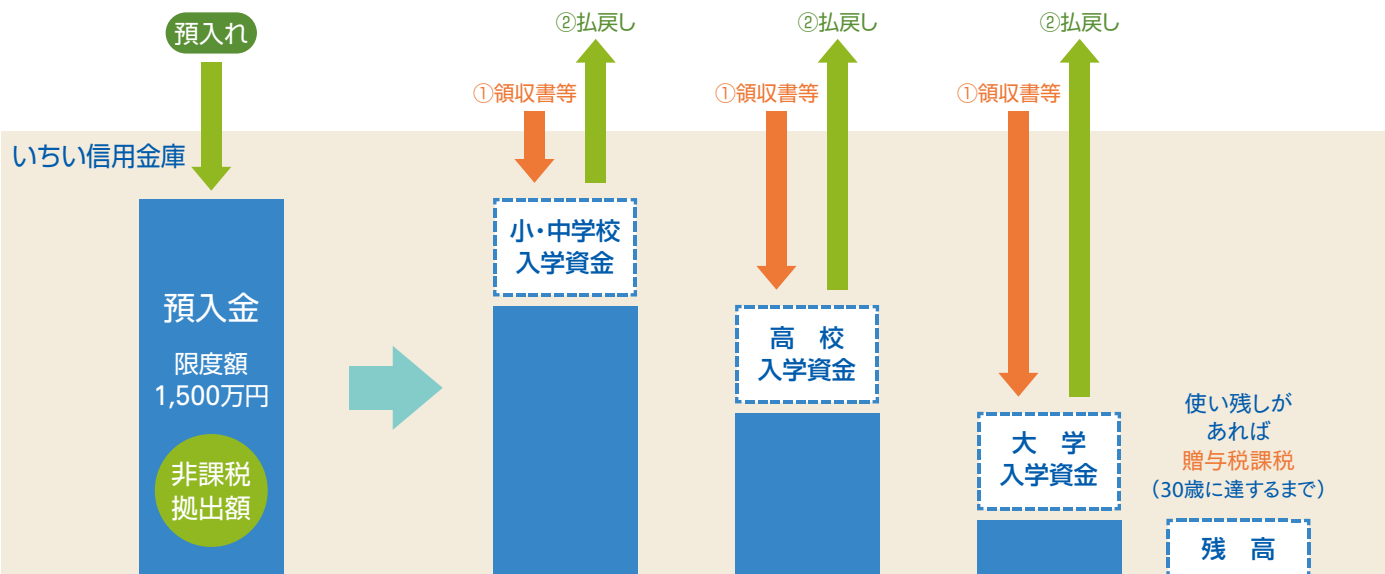 預入れ
いちい信用金庫
預入金
限度額
1,500万円
非課税
拠出額
②払戻し
①領収書等
小・中学校
入学資金
②払戻し
①領収書等
高 校
入学資金
②払戻し
①領収書等
大 学
入学資金
使い残しが
あれば
贈与税課税
(30歳に達するまで)
残 高